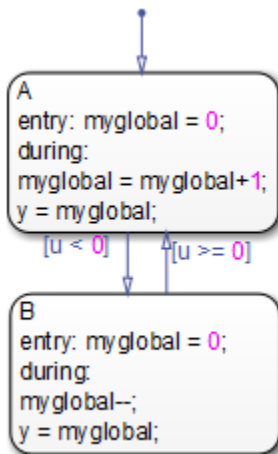 A
entry: myglobal = 0;
during:
myglobal = myglobal+1;
y = myglobal;
[u < 0]
[u >= 0]
B
entry: myglobal = 0;
during:
myglobal--;
y = myglobal;